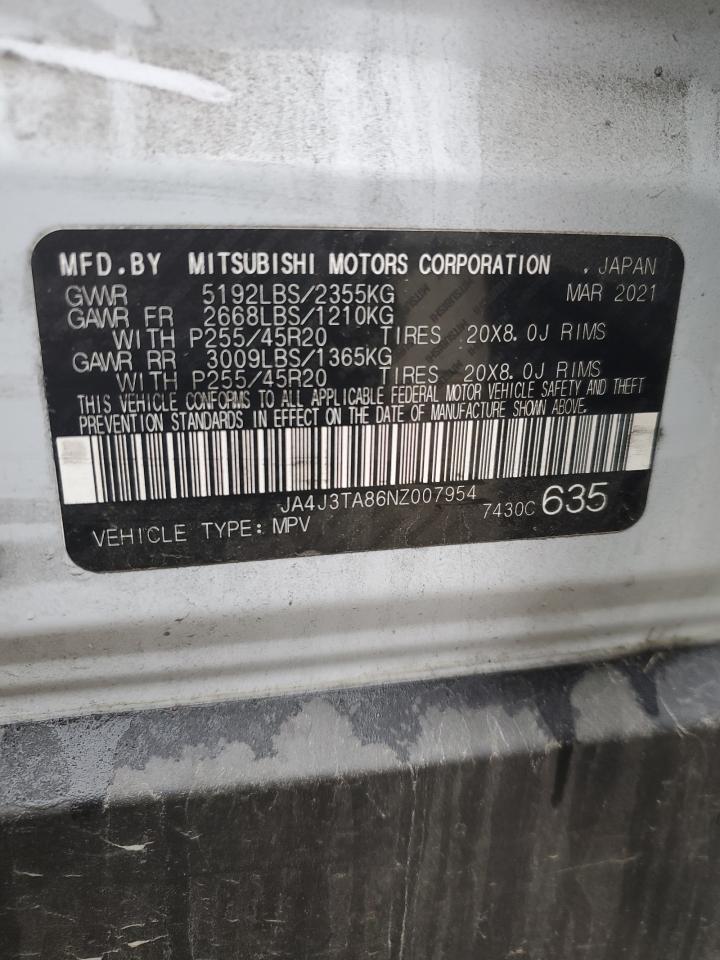 MFD.BY MITSUBISHI MOTORS CORPORATION . JAPAN
GVWR 5192LBS/2355KG MAR 2021
GAWR FR 2668LBS/1210KG
WITH P255/45R20 TIRES 20X8.0J RIMS
GAWR RR 3009LBS/1365KG
WITH P255/45R20 TIRES 20X8.0J RIMS
THIS VEHICLE CONFORMS TO ALL APPLICABLE FEDERAL MOTOR VEHICLE SAFETY AND THEFT
PREVENTION STANDARDS IN EFFECT ON THE DATE OF MANUFACTURE SHOWN ABOVE.
JA4J3TA86NZ007954 7430C 635
VEHICLE TYPE: MPV